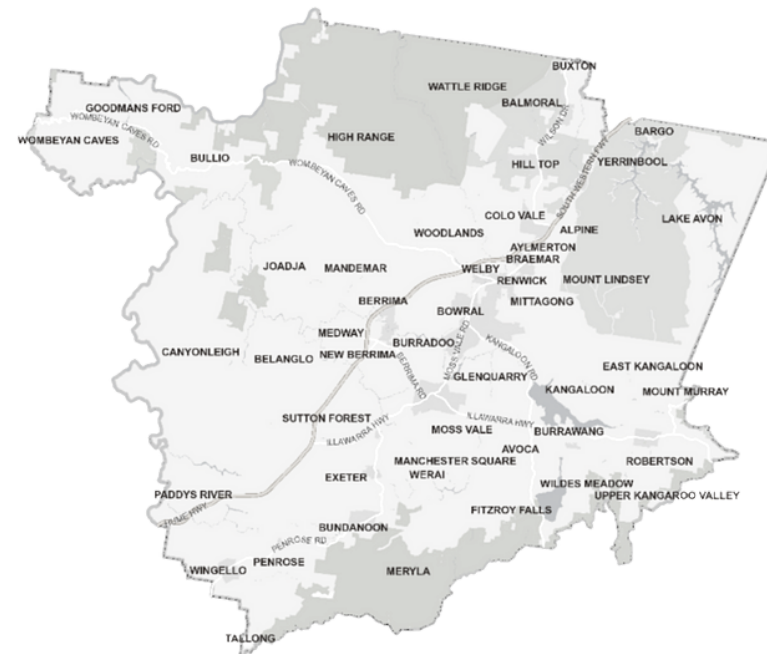 BUXTON
WATTLE RIDGE
BALMORAL
GOODMANS FORD
WOMBEYAN CAVES RD
WOMBEYAN CAVES
HIGH RANGE
WILSON DR
SOUTH WESTERN FWY
BARGO
BULLIO
WOMBEYAN CAVES RD
HILL TOP
YERRINBOOL
COLO VALE
LAKE AVON
WOODLANDS
ALPINE
AYLMERTON
BRAEMAR
JOADJA
MANDEMAR
WELBY
RENWICK
MOUNT LINDSEY
BERRIMA
MITTAGONG
BOWRAL
MEDWAY
BURRADOO
MOSS VALE RD
KANGALOON RD
CANYONLEIGH
BELANGLO
NEW BERRIMA
BERRIMA RD
EAST KANGALOON
GLENQUARRY
KANGALOON
MOUNT MURRAY
SUTTON FOREST
ILLAWARRA HWY
ILLAWARRA HWY
MOSS VALE
BURRAWANG
AVOCA
MANCHESTER SQUARE
ROBERTSON
WERAI
EXETER
WILDES MEADOW
PADDYS RIVER
UPPER KANGAROO VALLEY
HUME HWY
FITZROY FALLS
BUNDANOON
PENROSE RD
WINGELLO
PENROSE
MERYLA
TALLONG